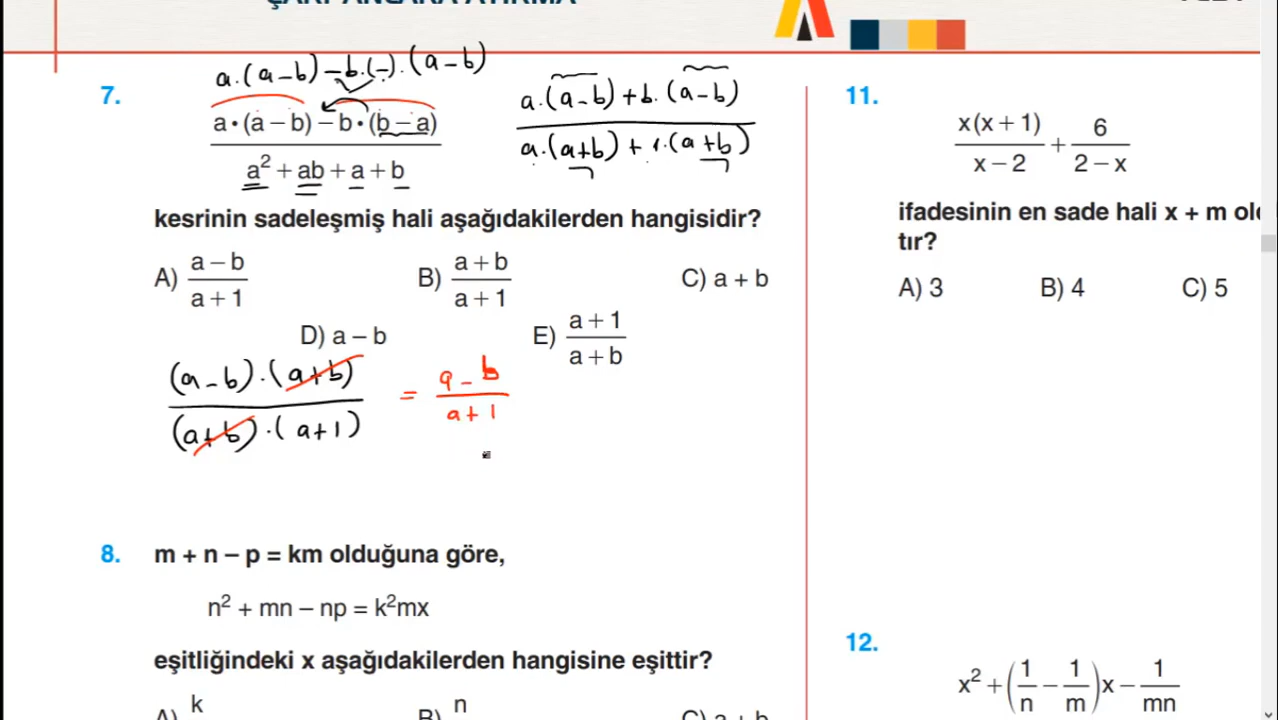 7.
a.(a–b) –b.(–).(a–b)
a•(a – b) – b•(b – a)
a² + ab + a + b
a.(a–b)+b.(a–b)
a.(a+b) + 1.(a+b)
kesrinin sadeleşmiş hali aşağıdakilerden hangisidir?
A) a – b / a + 1
B) a + b / a + 1
C) a + b
D) a – b
E) a + 1 / a + b
(a–b).(a+b)
(a+b).(a+1)
= a–b / a+1
8. m + n – p = km olduğuna göre,
n² + mn – np = k²mx
eşitliğindeki x aşağıdakilerden hangisine eşittir?
A) k
B) n
C) a + b
11.
x(x + 1) / x – 2 + 6 / 2 – x
ifadesinin en sade hali x + m
tır?
A) 3
B) 4
C) 5
12.
x² + (1/n – 1/m)x – 1/mn